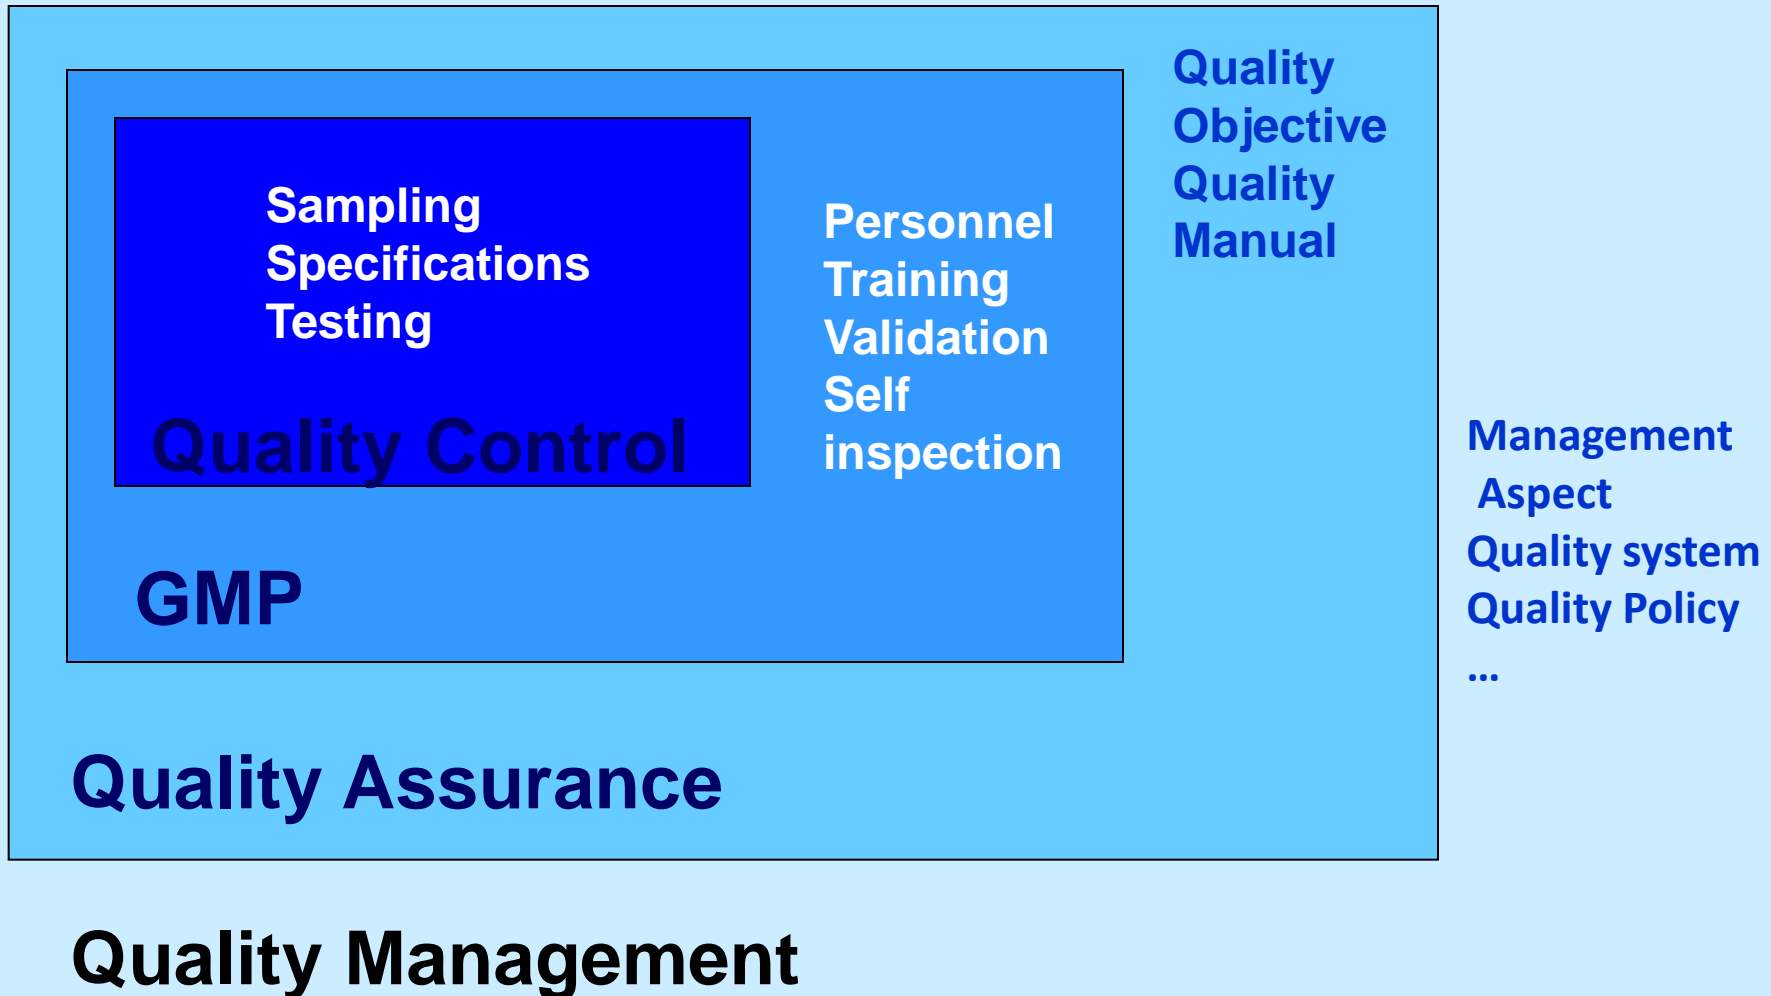 Sampling
Specifications
Testing
Quality Control
Personnel
Training
Validation
Self
inspection
GMP
Quality
Objective
Quality
Manual
Quality Assurance
Management
Aspect
Quality system
Quality Policy
...
Quality Management